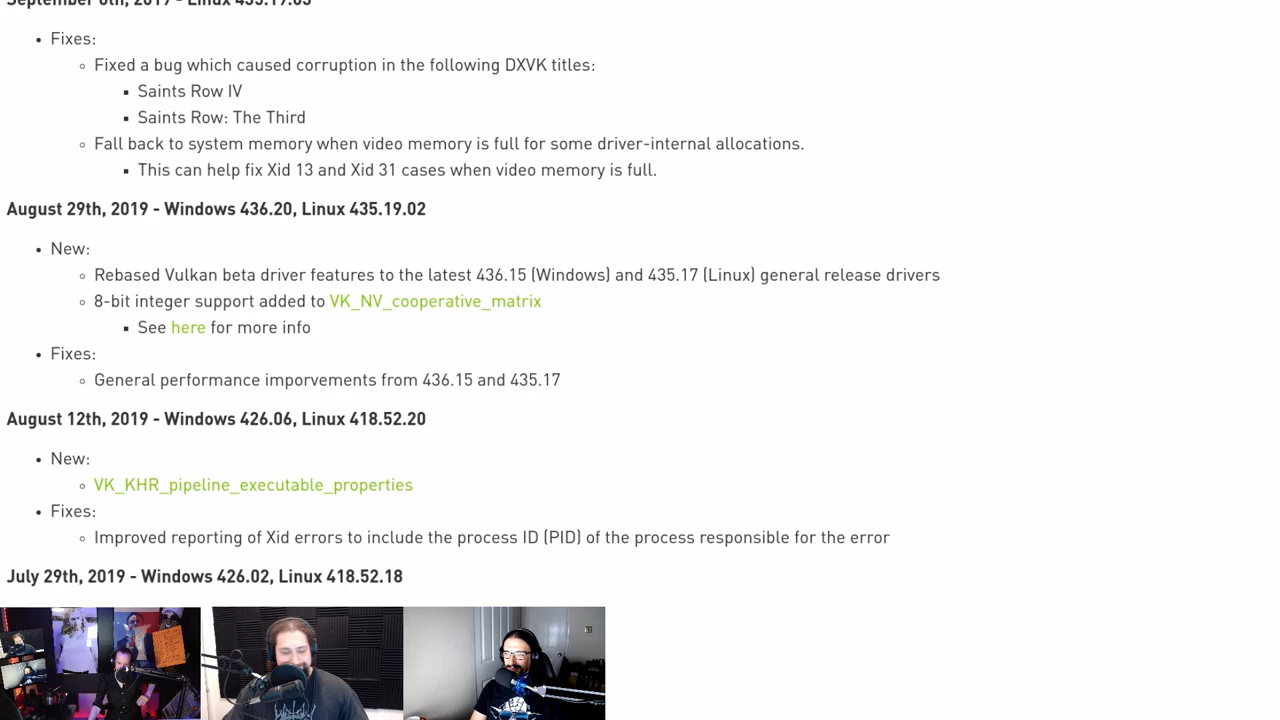 September 6th, 2019 - Linux 435.19.03
Fixes:
Fixed a bug which caused corruption in the following DXVK titles:
Saints Row IV
Saints Row: The Third
Fall back to system memory when video memory is full for some driver-internal allocations.
This can help fix Xid 13 and Xid 31 cases when video memory is full.
August 29th, 2019 - Windows 436.20, Linux 435.19.02
New:
Rebased Vulkan beta driver features to the latest 436.15 (Windows) and 435.17 (Linux) general release drivers
8-bit integer support added to VK_NV_cooperative_matrix
See here for more info
Fixes:
General performance imporvements from 436.15 and 435.17
August 12th, 2019 - Windows 426.06, Linux 418.52.20
New:
VK_KHR_pipeline_executable_properties
Fixes:
Improved reporting of Xid errors to include the process ID (PID) of the process responsible for the error
July 29th, 2019 - Windows 426.02, Linux 418.52.18